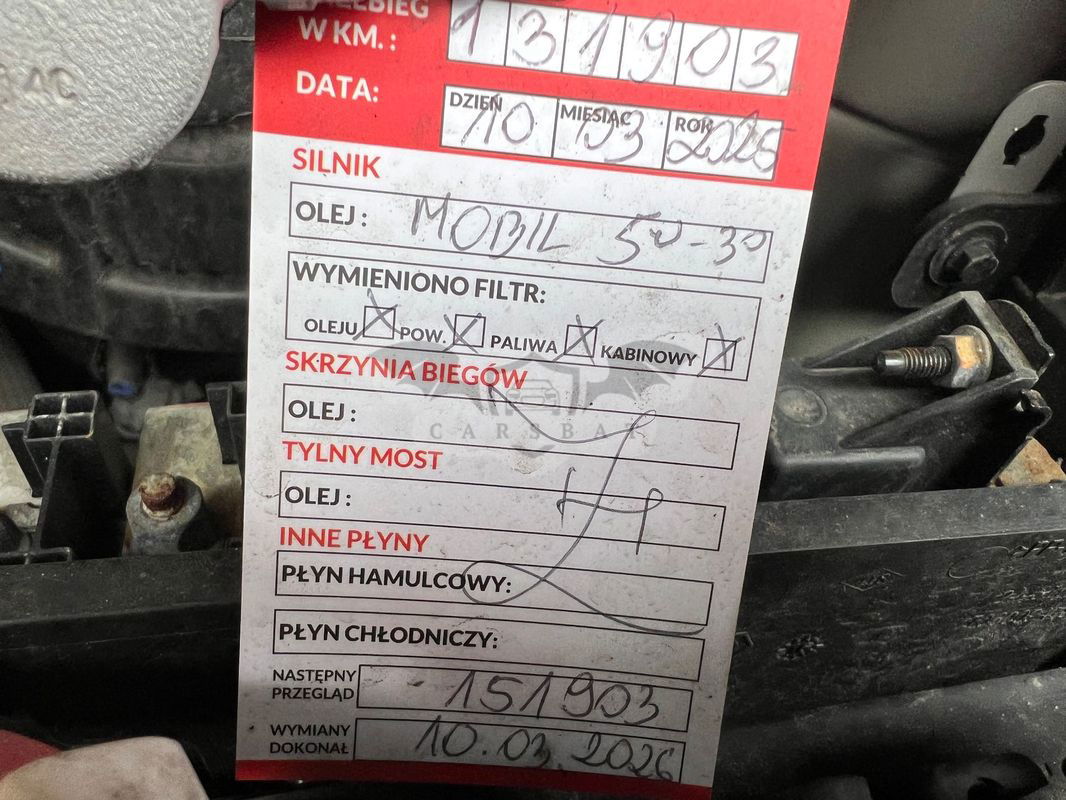 PRZEBIEG
W KM. : 131903
DATA: DZIEŃ 10 MIESIĄC 03 ROK 2025
SILNIK
OLEJ : MOBIL 5W-30
WYMIENIONO FILTR:
OLEJU X POW. X PALIWA X KABINOWY X
SKRZYNIA BIEGÓW
OLEJ :
CARSBAT
TYLNY MOST
OLEJ :
INNE PŁYNY
PŁYN HAMULCOWY:
PŁYN CHŁODNICZY:
NASTĘPNY
PRZEGLĄD 151903
WYMIANY
DOKONAŁ 10.03.2026